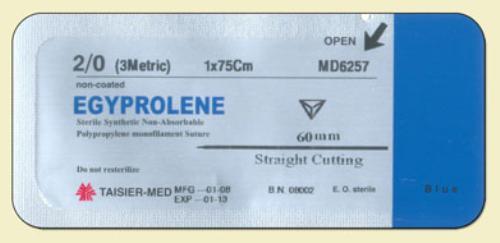 OPEN
2/0 (3Metric) 1x75Cm MD6257
non-coated
EGYPROLENE
Sterile Synthetic Non-Absorbable
Polypropylene monofilament Suture
60mm
Straight Cutting
Do not resterilize
TAISIER-MED MFG --01-08 B.N. 08002 E.O. sterile Blue
EXP --01-13